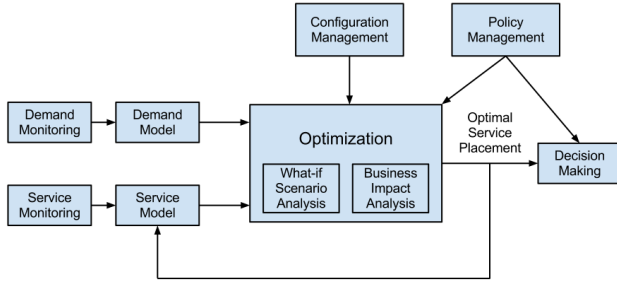 Configuration
Management
Policy
Management
Demand
Monitoring
Demand
Model
Optimization
Optimal
Service
Placement
Decision
Making
What-if
Scenario
Analysis
Business
Impact
Analysis
Service
Monitoring
Service
Model